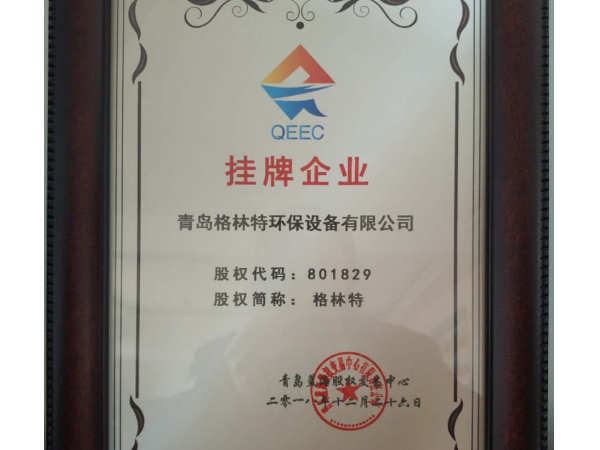 QEEC
挂牌企业
青岛格林特环保设备有限公司
股权代码：801829
股权简称：格林特
青岛蓝海股权交易中心
二零一八年十二月二十六日